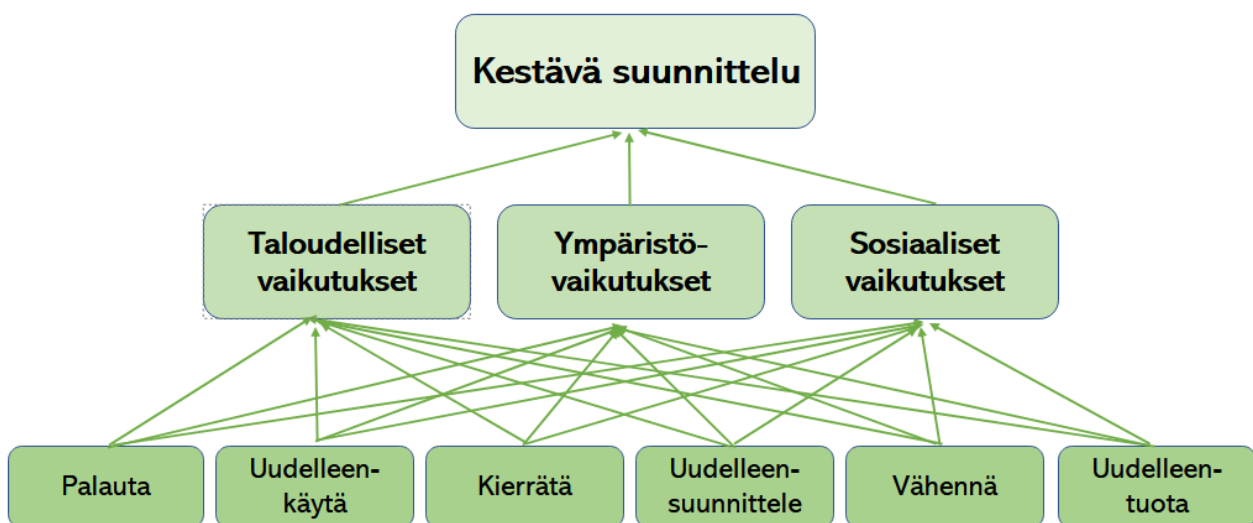 Kestävä suunnittelu
Taloudelliset
vaikutukset
Ympäristö-
vaikutukset
Sosiaaliset
vaikutukset
Palauta
Uudelleen-
käytä
Kierrätä
Uudelleen-
suunnittele
Vähennä
Uudelleen-
tuota